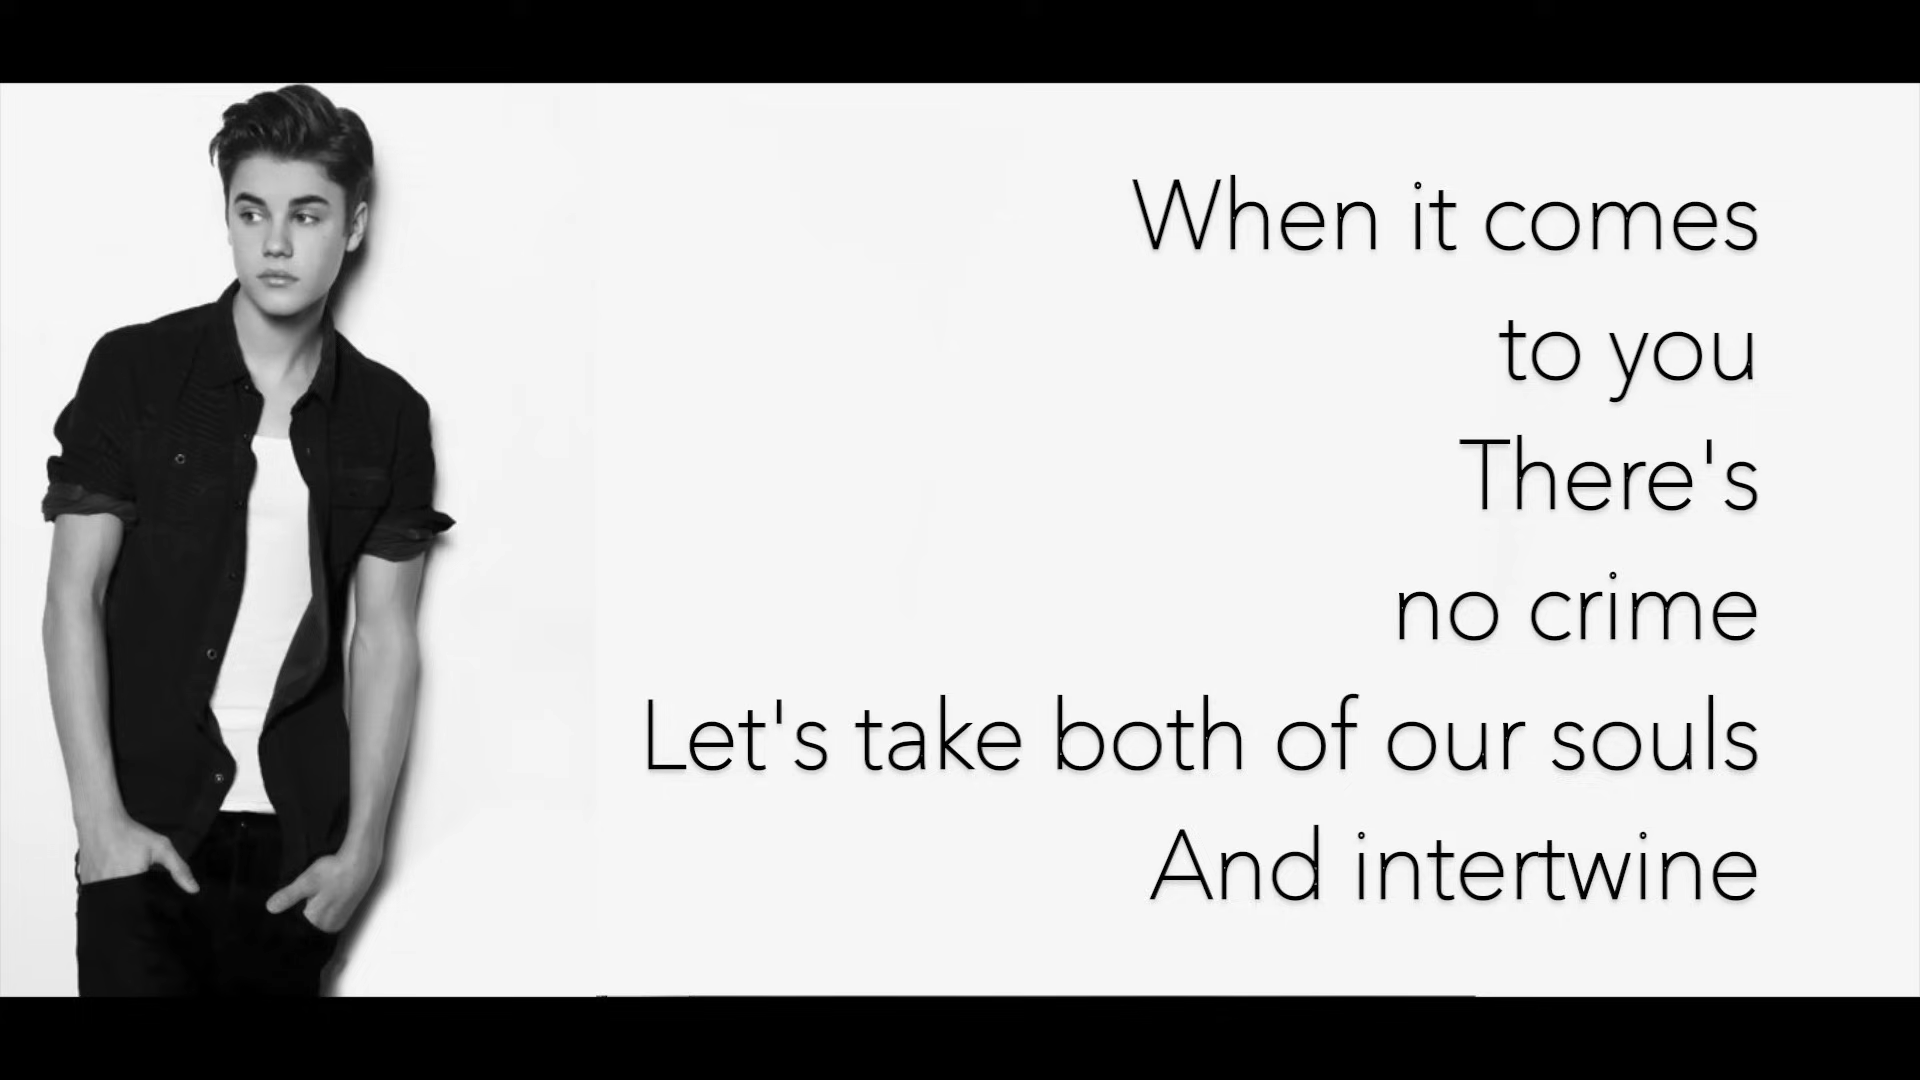 When it comes
to you
There's
no crime
Let's take both of our souls
And intertwine